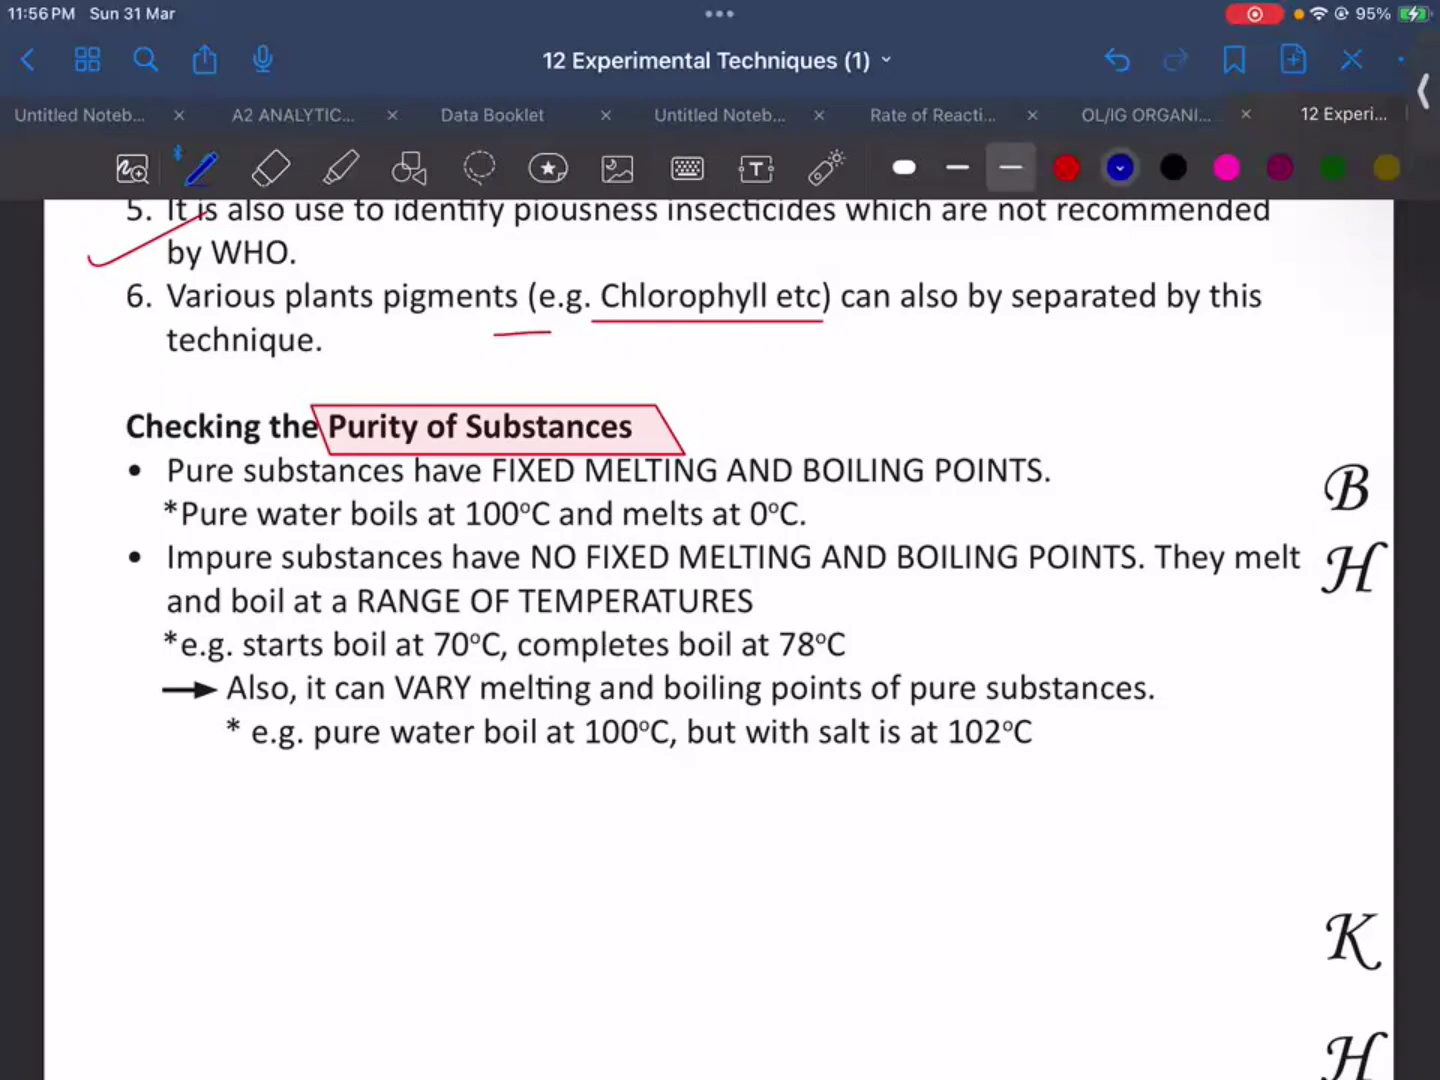 11:56 PM Sun 31 Mar
95%
12 Experimental Techniques (1)
Untitled Noteb... A2 ANALYTIC... Data Booklet Untitled Noteb... Rate of Reacti... OL/IG ORGANI... 12 Experi...
5. It is also use to identify piousness insecticides which are not recommended
by WHO.
6. Various plants pigments (e.g. Chlorophyll etc) can also by separated by this
technique.
Checking the Purity of Substances
• Pure substances have FIXED MELTING AND BOILING POINTS.
*Pure water boils at 100°C and melts at 0°C.
• Impure substances have NO FIXED MELTING AND BOILING POINTS. They melt
and boil at a RANGE OF TEMPERATURES
*e.g. starts boil at 70°C, completes boil at 78°C
Also, it can VARY melting and boiling points of pure substances.
* e.g. pure water boil at 100°C, but with salt is at 102°C
B
H
K
H